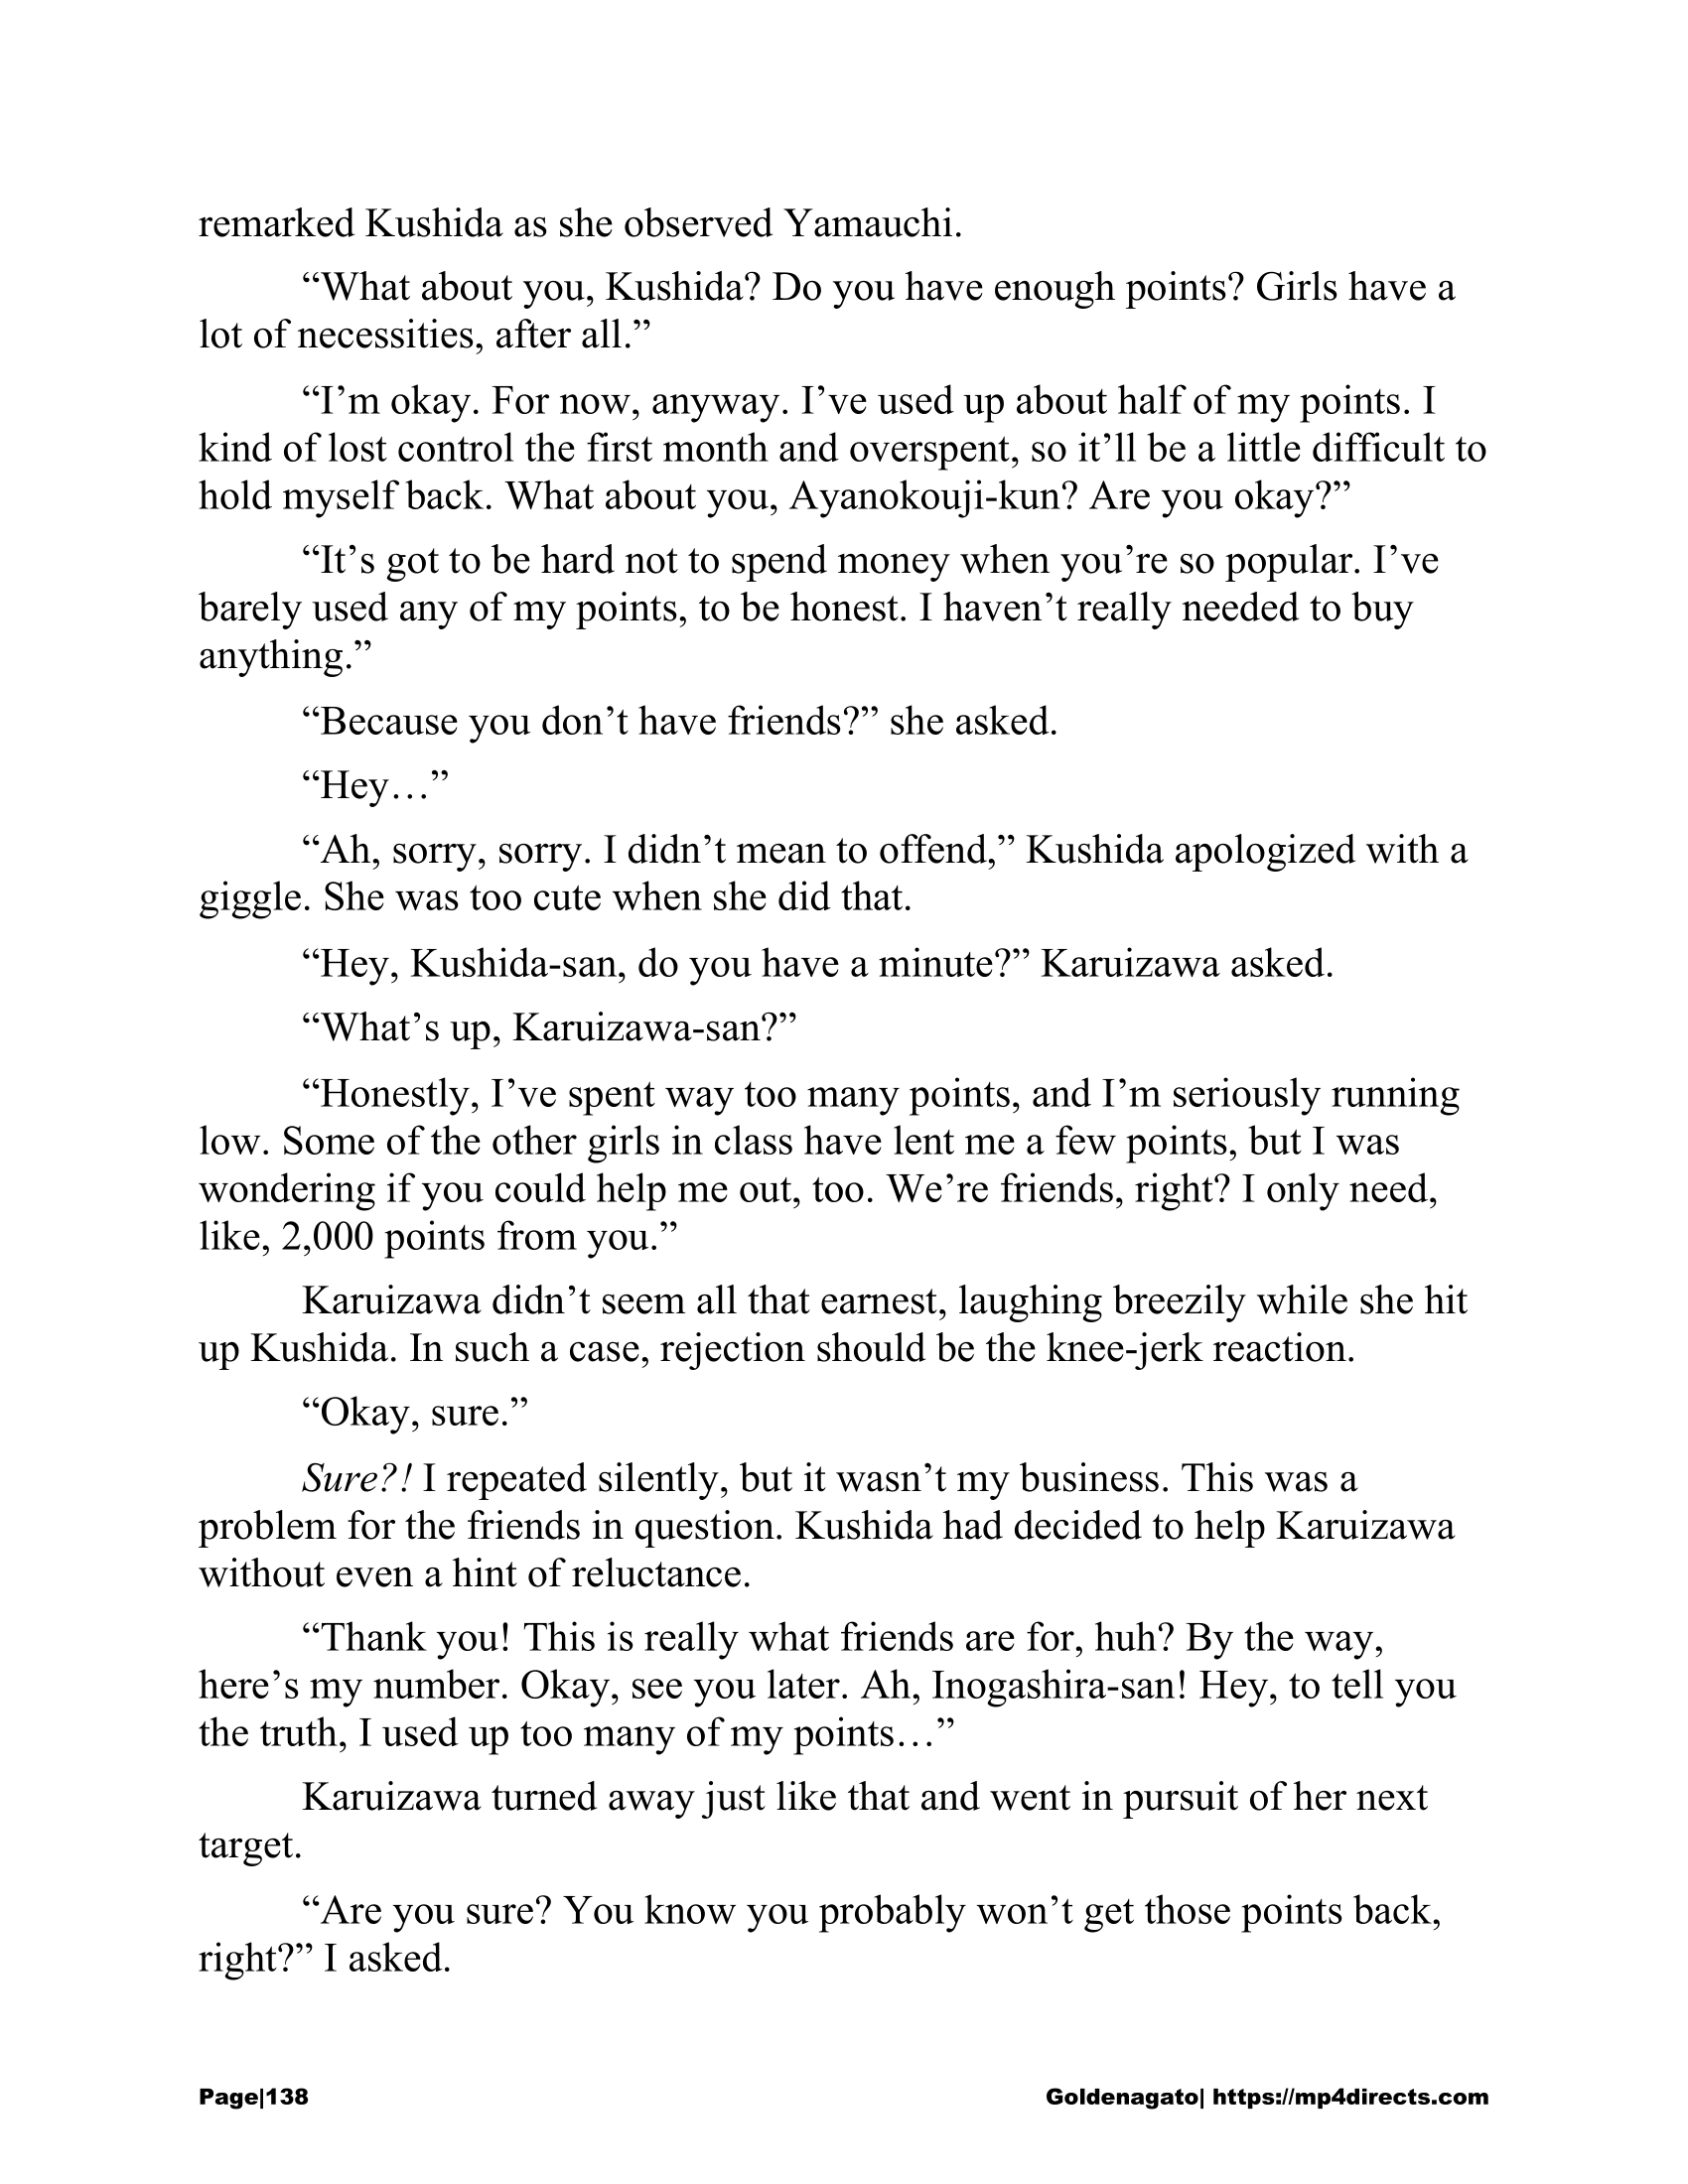 remarked Kushida as she observed Yamauchi.
“What about you, Kushida? Do you have enough points? Girls have a
lot of necessities, after all.”
“I’m okay. For now, anyway. I’ve used up about half of my points. I
kind of lost control the first month and overspent, so it’ll be a little difficult to
hold myself back. What about you, Ayanokouji-kun? Are you okay?”
“It’s got to be hard not to spend money when you’re so popular. I’ve
barely used any of my points, to be honest. I haven’t really needed to buy
anything.”
“Because you don’t have friends?” she asked.
“Hey…”
“Ah, sorry, sorry. I didn’t mean to offend,” Kushida apologized with a
giggle. She was too cute when she did that.
“Hey, Kushida-san, do you have a minute?” Karuizawa asked.
“What’s up, Karuizawa-san?”
“Honestly, I’ve spent way too many points, and I’m seriously running
low. Some of the other girls in class have lent me a few points, but I was
wondering if you could help me out, too. We’re friends, right? I only need,
like, 2,000 points from you.”
Karuizawa didn’t seem all that earnest, laughing breezily while she hit
up Kushida. In such a case, rejection should be the knee-jerk reaction.
“Okay, sure.”
Sure?! I repeated silently, but it wasn’t my business. This was a
problem for the friends in question. Kushida had decided to help Karuizawa
without even a hint of reluctance.
“Thank you! This is really what friends are for, huh? By the way,
here’s my number. Okay, see you later. Ah, Inogashira-san! Hey, to tell you
the truth, I used up too many of my points…”
Karuizawa turned away just like that and went in pursuit of her next
target.
“Are you sure? You know you probably won’t get those points back,
right?” I asked.
Page|138 Goldenagato| https://mp4directs.com